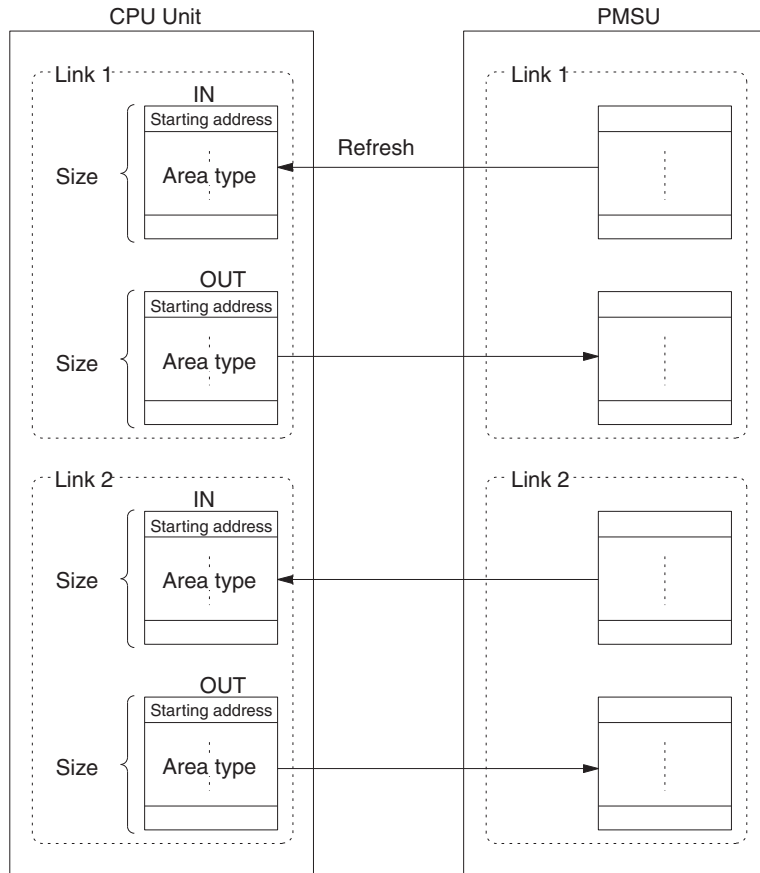 CPU Unit
PMSU
Link 1
Link 1
IN
Starting address
Refresh
Size
Area type
OUT
Starting address
Size
Area type
Link 2
Link 2
IN
Starting address
Size
Area type
OUT
Starting address
Size
Area type